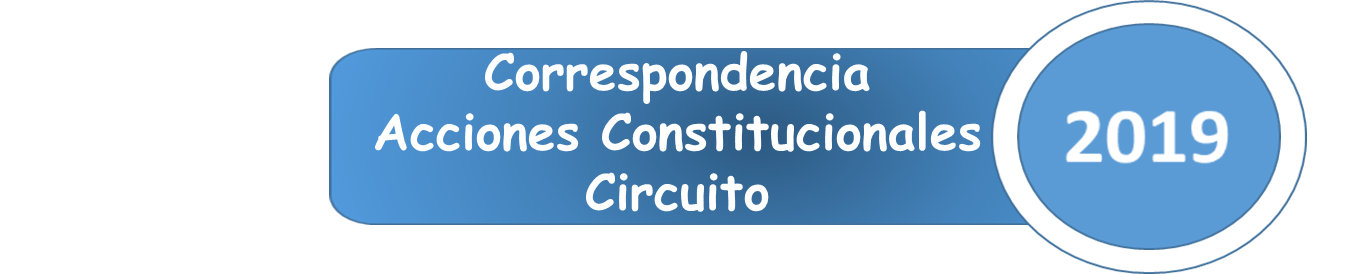 Correspondencia
Acciones Constitucionales
Circuito
2019